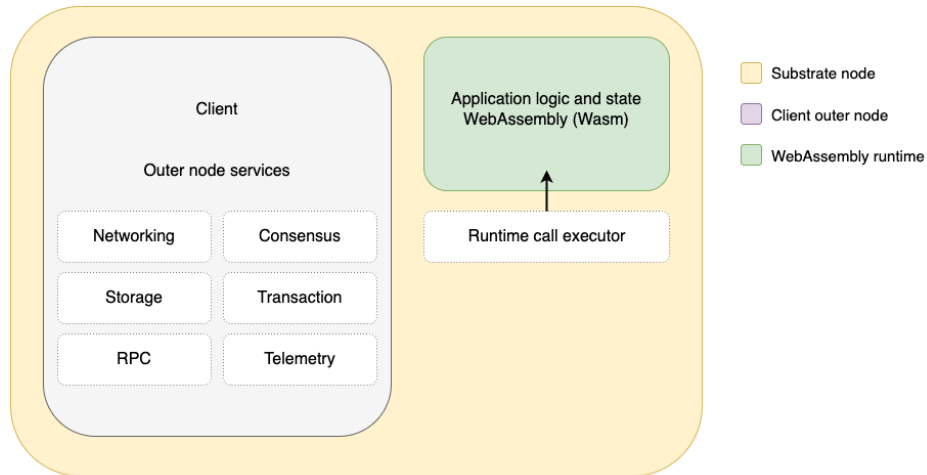 Client
Outer node services
Networking
Consensus
Storage
Transaction
RPC
Telemetry
Application logic and state
WebAssembly (Wasm)
Runtime call executor
Substrate node
Client outer node
WebAssembly runtime